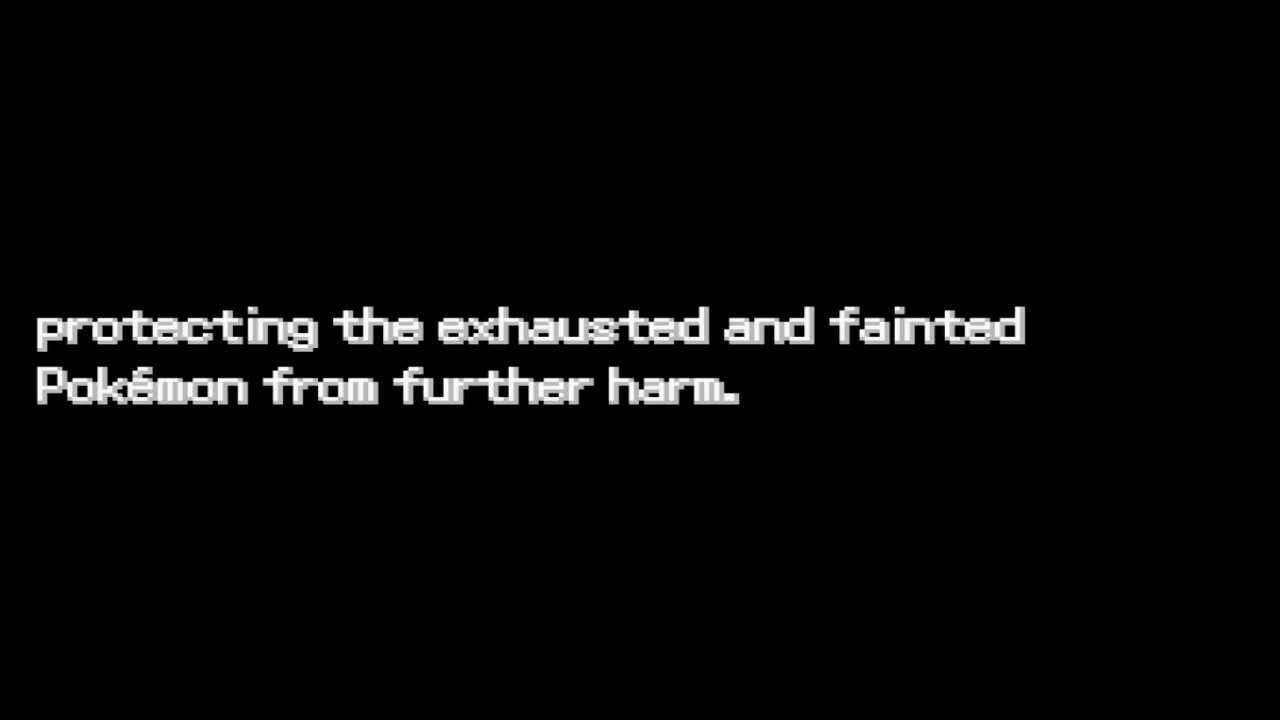 protecting the exhausted and fainted
Pokémon from further harm.